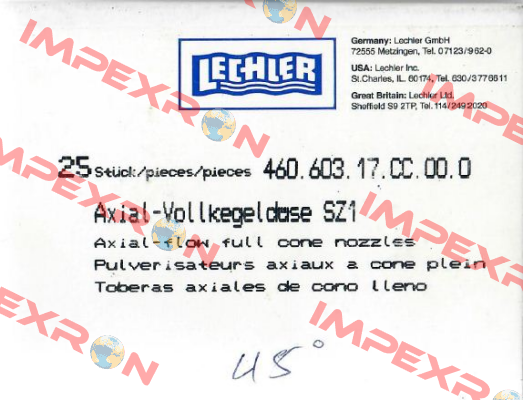 LECHLER
Germany: Lechler GmbH
72555 Metzingen, Tel. 07123/962-0
USA: Lechler Inc.
St.Charles, IL. 60174, Tel. 630/3776611
Great Britain: Lechler Ltd.
Sheffield S9 2TP, Tel. 114/2492020
25 Stück/pieces/pieces 460.603.17.CC.00.0
Axial-Vollkegeldüse SZ1
Axial-flow full cone nozzles
Pulverisateurs axiaux a cone plein
Toberas axiales de cono lleno
45°
IMPEXRON
IMPEXRON
IMPEXRON
IMPEXRON
IMPEXRON